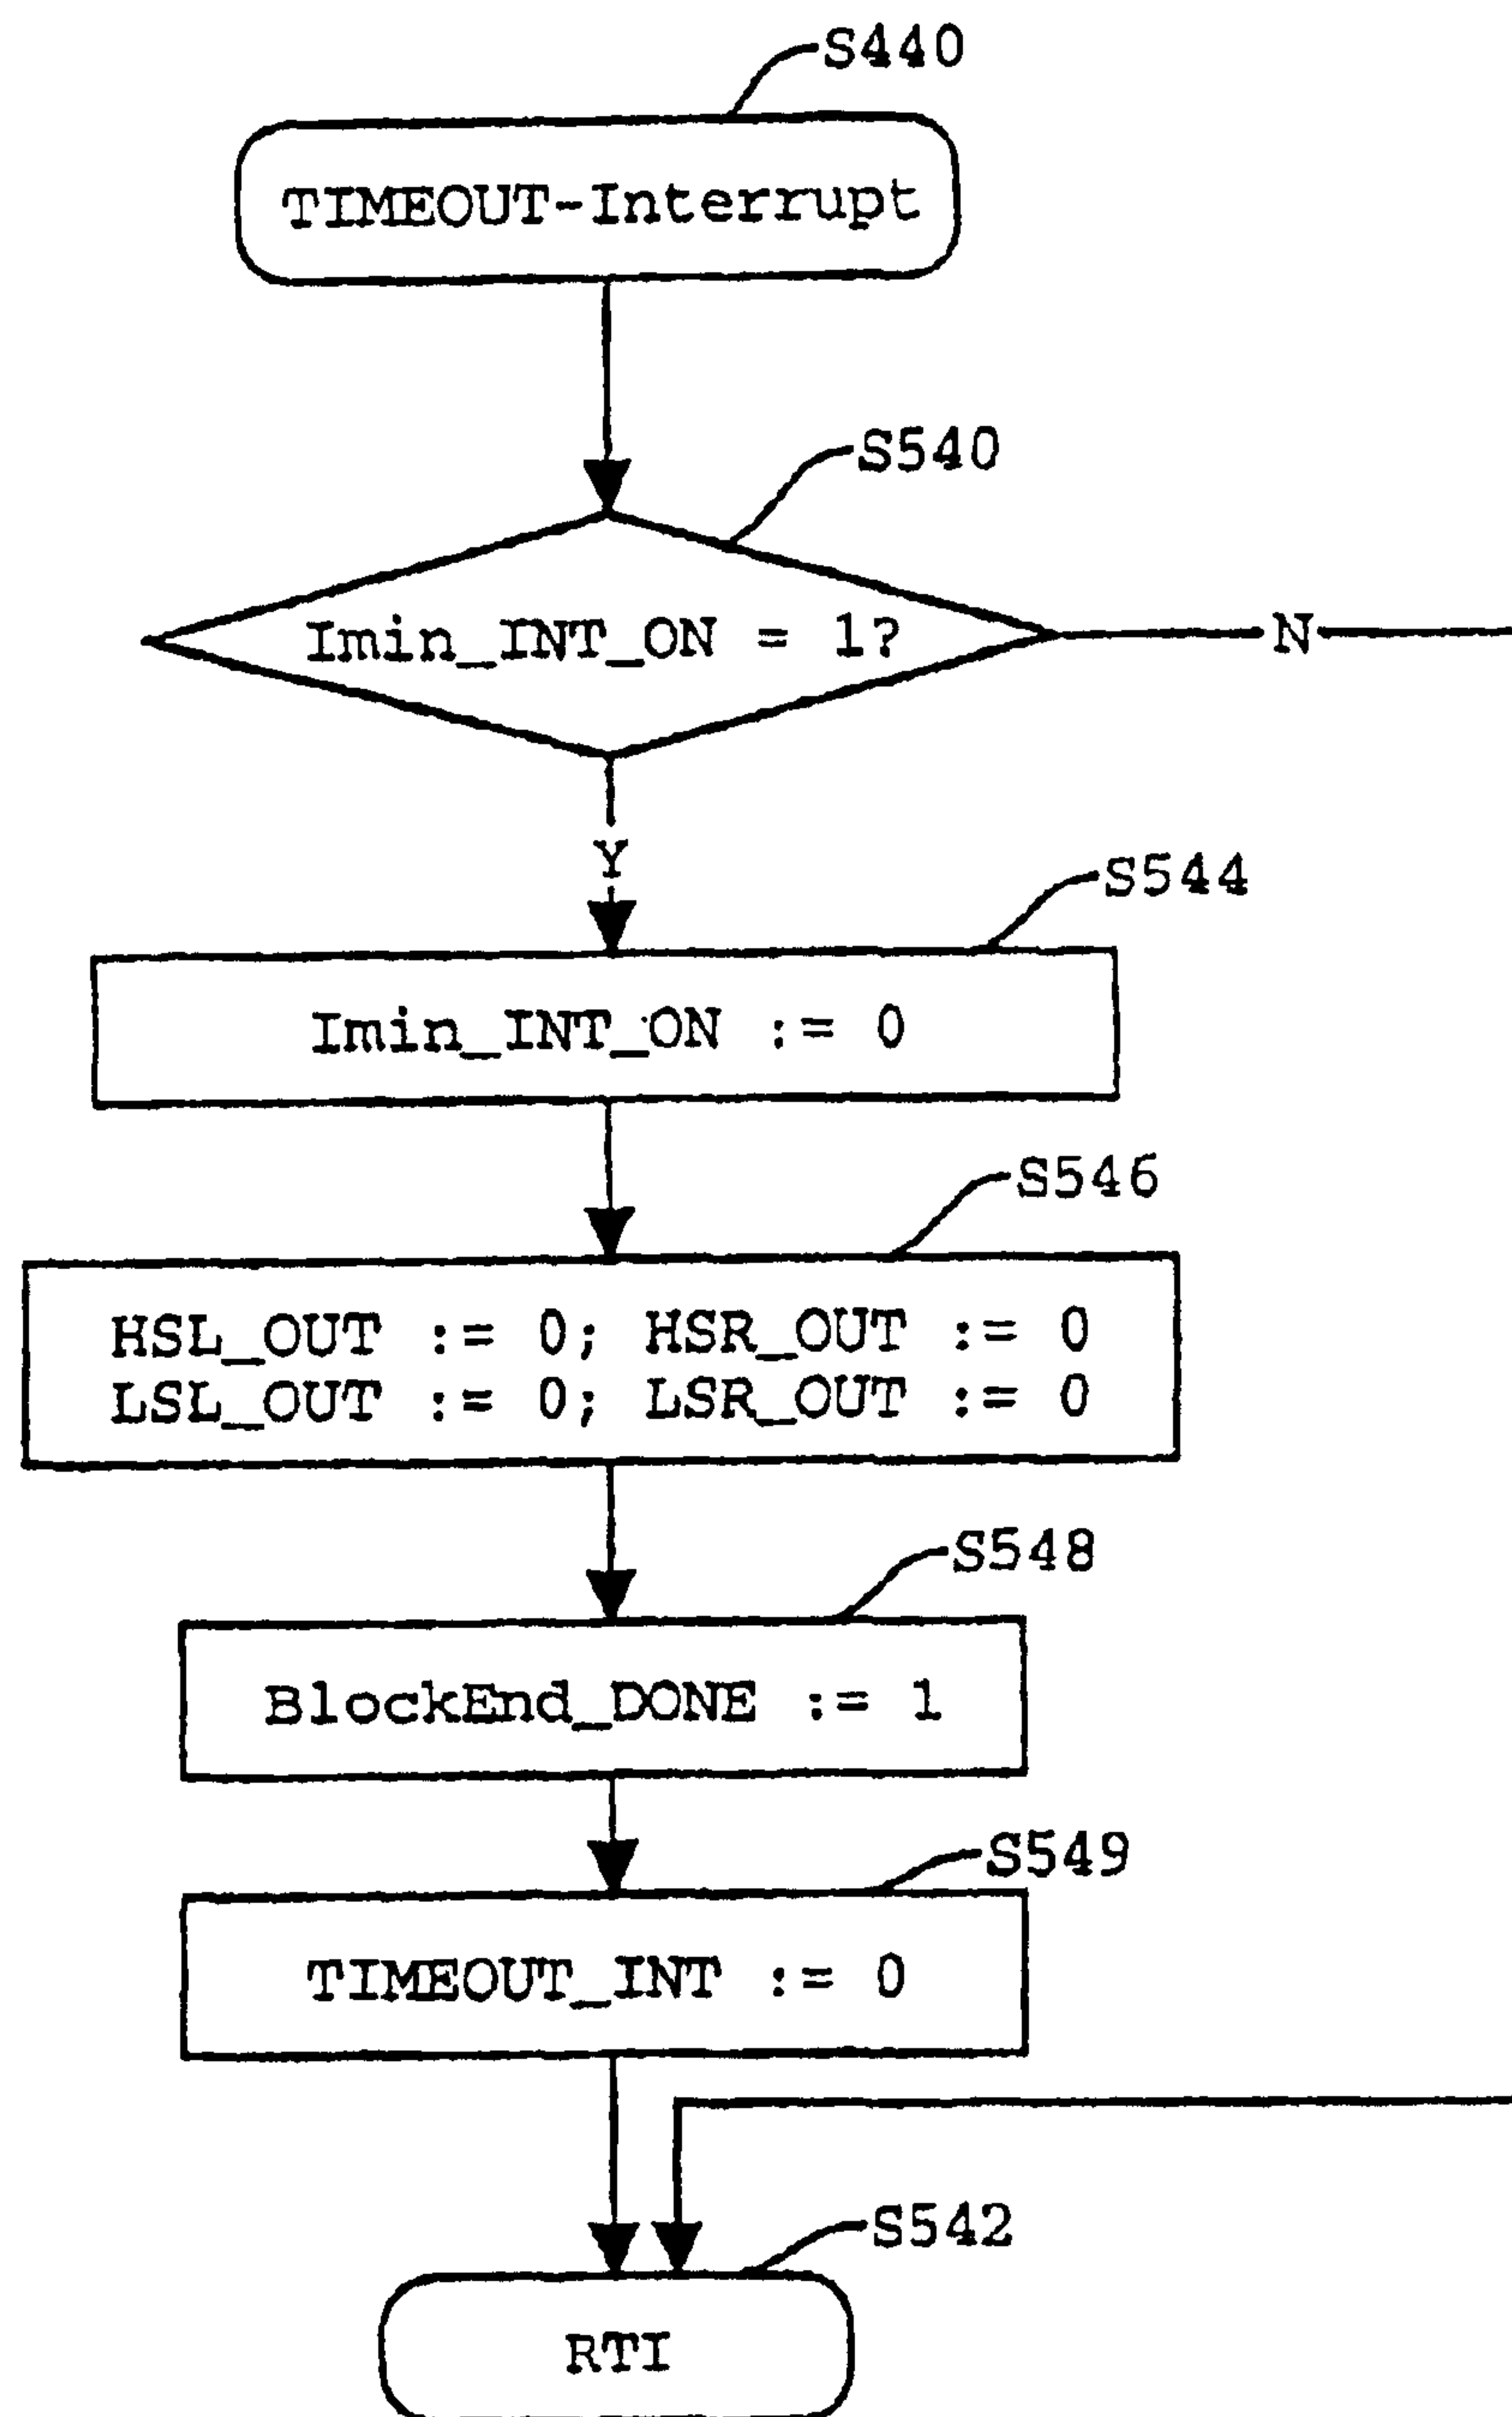 S440
TIMEOUT-Interrupt
S540
Imin_INT_ON = 1?
N
Y
S544
Imin_INT_ON := 0
S546
HSL_OUT := 0; HSR_OUT := 0
LSL_OUT := 0; LSR_OUT := 0
S548
BlockEnd_DONE := 1
S549
TIMEOUT_INT := 0
S542
RTI